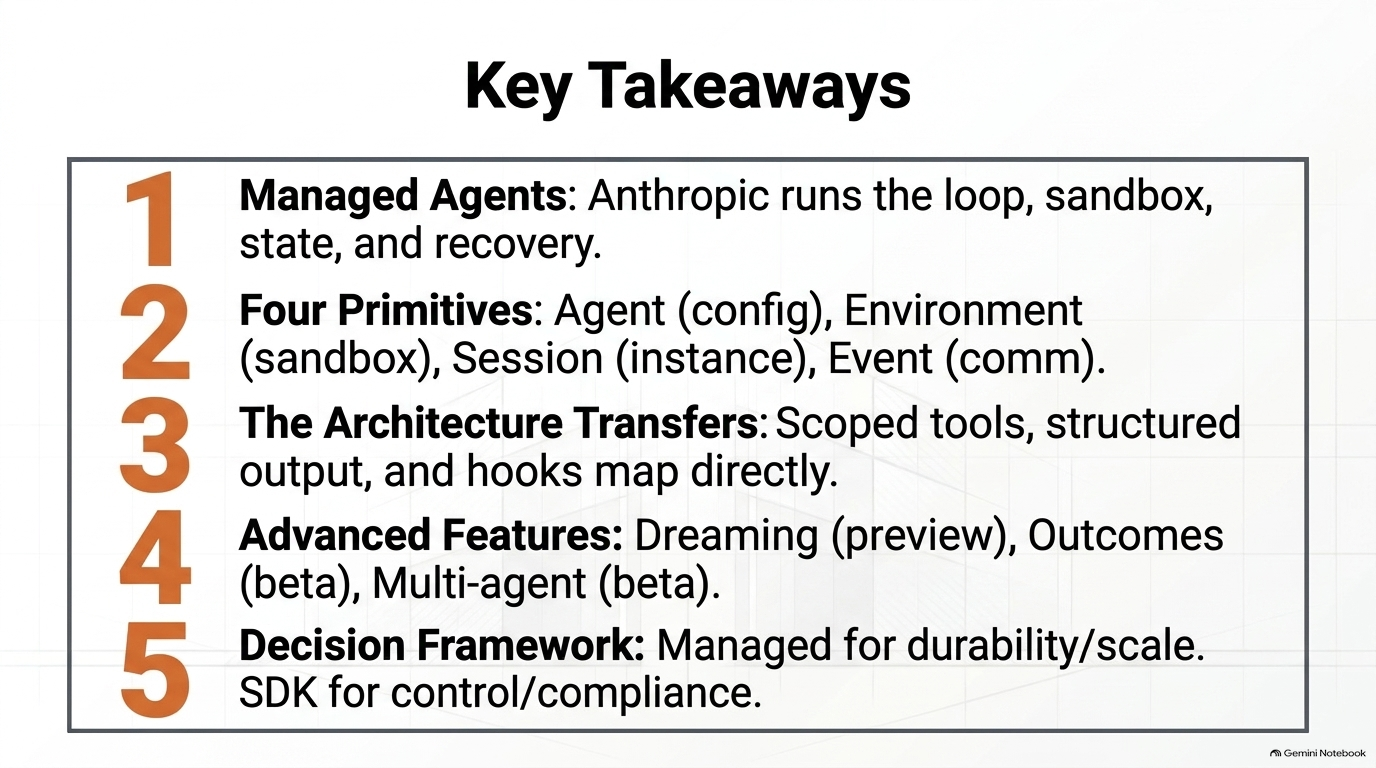 Key Takeaways
1
Managed Agents: Anthropic runs the loop, sandbox,
state, and recovery.
2
Four Primitives: Agent (config), Environment
(sandbox), Session (instance), Event (comm).
3
The Architecture Transfers: Scoped tools, structured
output, and hooks map directly.
4
Advanced Features: Dreaming (preview), Outcomes
(beta), Multi-agent (beta).
5
Decision Framework: Managed for durability/scale.
SDK for control/compliance.
Gemini Notebook